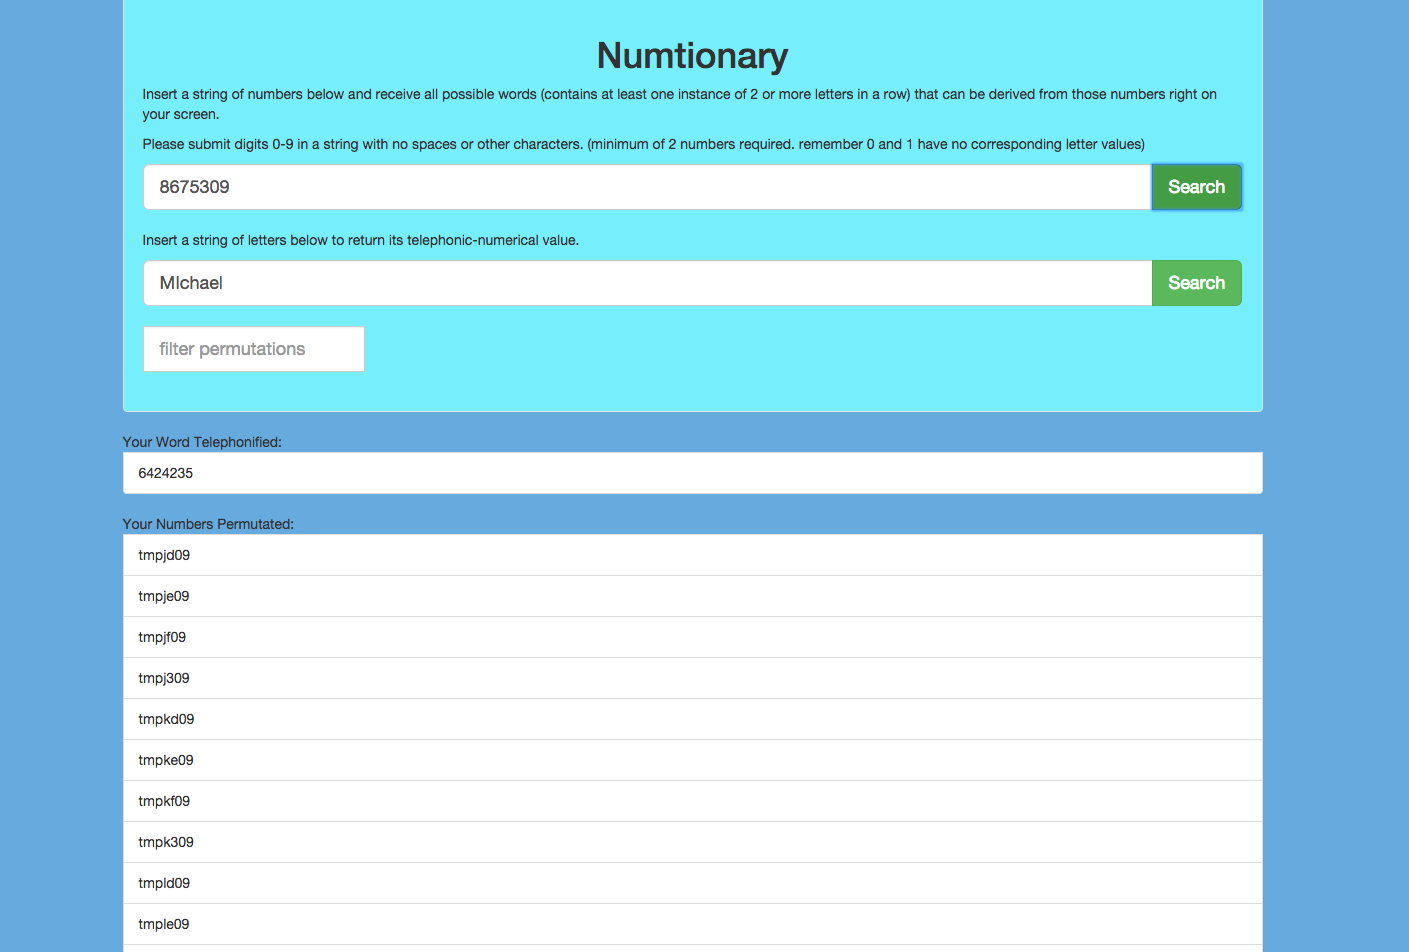 Numtionary
Insert a string of numbers below and receive all possible words (contains at least one instance of 2 or more letters in a row) that can be derived from those numbers right on
your screen.
Please submit digits 0-9 in a string with no spaces or other characters. (minimum of 2 numbers required. remember 0 and 1 have no corresponding letter values)
8675309 Search
Insert a string of letters below to return its telephonic-numerical value.
MIchael Search
filter permutations
Your Word Telephonified:
6424235
Your Numbers Permutated:
tmpjd09
tmpje09
tmpjf09
tmpj309
tmpkd09
tmpke09
tmpkf09
tmpk309
tmpld09
tmple09